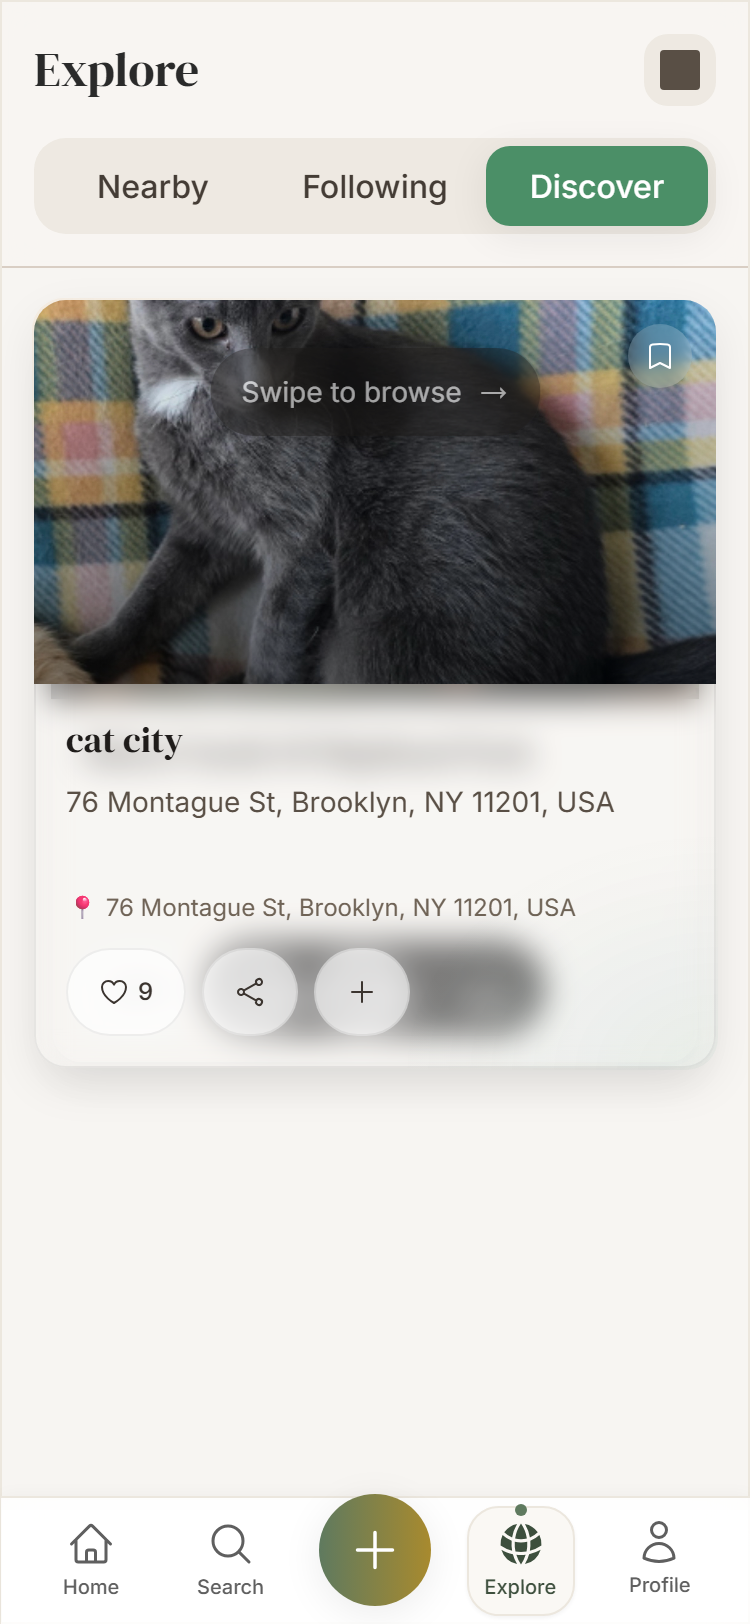 Explore
Nearby Following Discover
Swipe to browse →
cat city
76 Montague St, Brooklyn, NY 11201, USA
📍 76 Montague St, Brooklyn, NY 11201, USA
9
Home Search Explore Profile